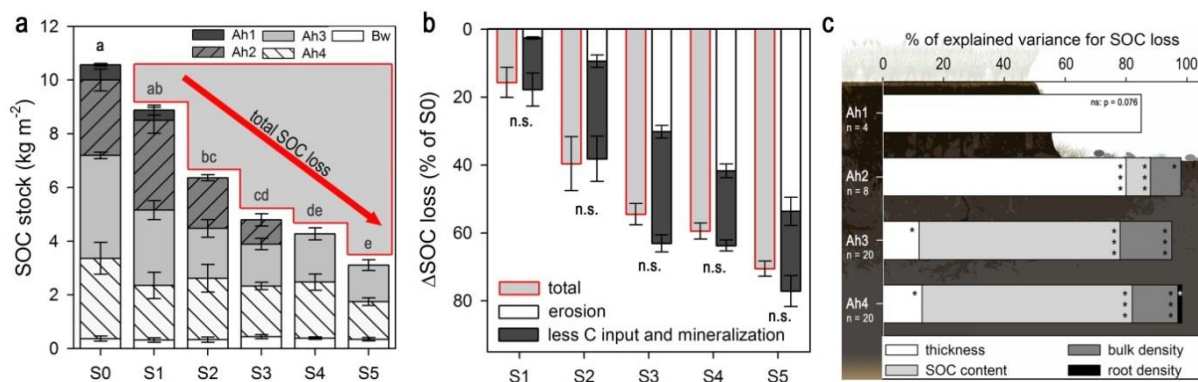 a
12
10
8
6
4
2
0
SOC stock (kg m⁻²)
Ah1
Ah2
Ah3
Ah4
Bw
a
ab
bc
cd
de
e
total SOC loss
S0 S1 S2 S3 S4 S5
b
0
20
40
60
80
ΔSOC loss (% of S0)
n.s.
n.s.
n.s.
n.s.
n.s.
total
erosion
less C input and mineralization
S1 S2 S3 S4 S5
c
% of explained variance for SOC loss
0 20 40 60 80 100
Ah1
n = 4
ns: p = 0.076
Ah2
n = 8
* * *
* *
*
Ah3
n = 20
*
* * *
* * *
Ah4
n = 20
*
* * *
* * *
*
thickness
SOC content
bulk density
root density